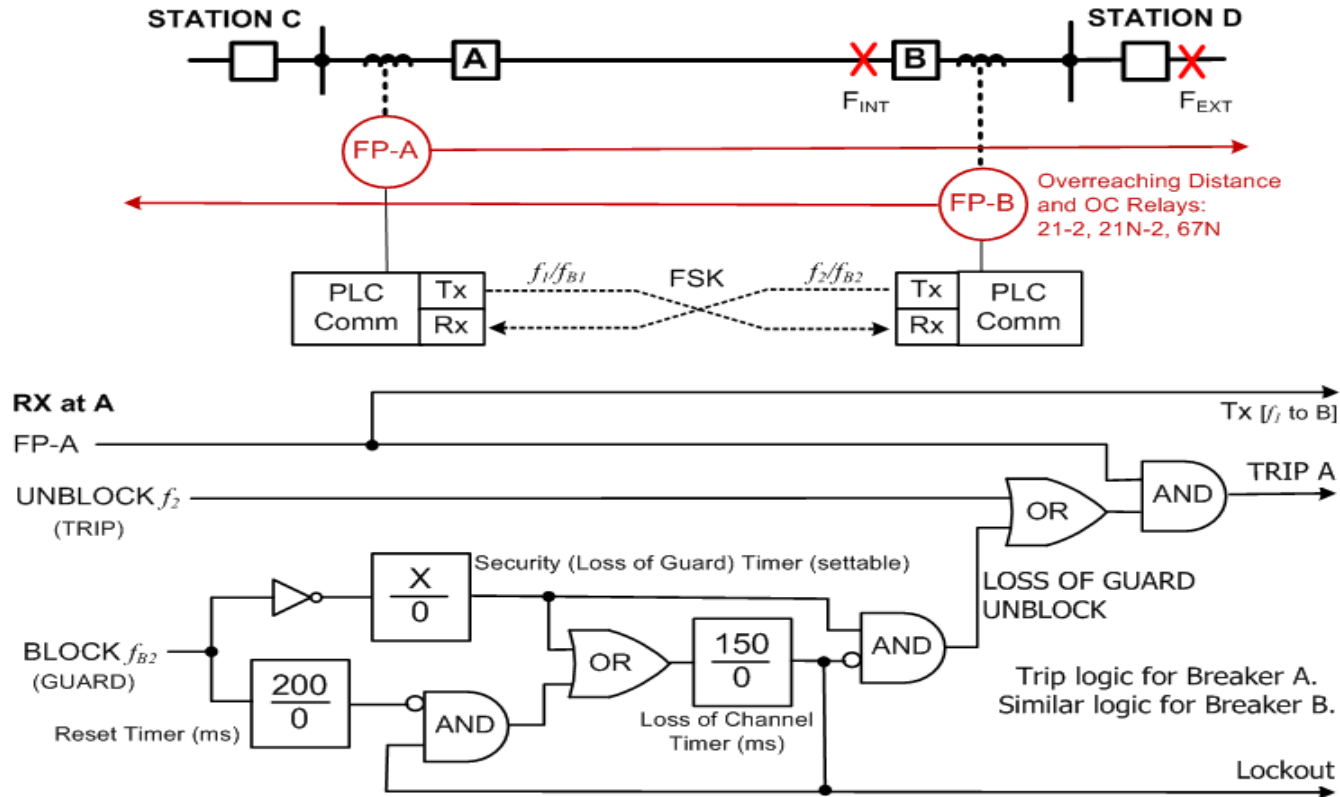 STATION C
STATION D
A
B
F_INT
F_EXT
FP-A
FP-B
Overreaching Distance
and OC Relays:
21-2, 21N-2, 67N
PLC
Comm
Tx
Rx
f1/fB1
FSK
f2/fB2
Tx
Rx
PLC
Comm
RX at A
Tx [f1 to B]
FP-A
TRIP A
AND
UNBLOCK f2
(TRIP)
OR
Security (Loss of Guard) Timer (settable)
X
0
LOSS OF GUARD
UNBLOCK
BLOCK fB2
(GUARD)
OR
150
0
AND
200
0
AND
Reset Timer (ms)
Loss of Channel
Timer (ms)
Trip logic for Breaker A.
Similar logic for Breaker B.
Lockout